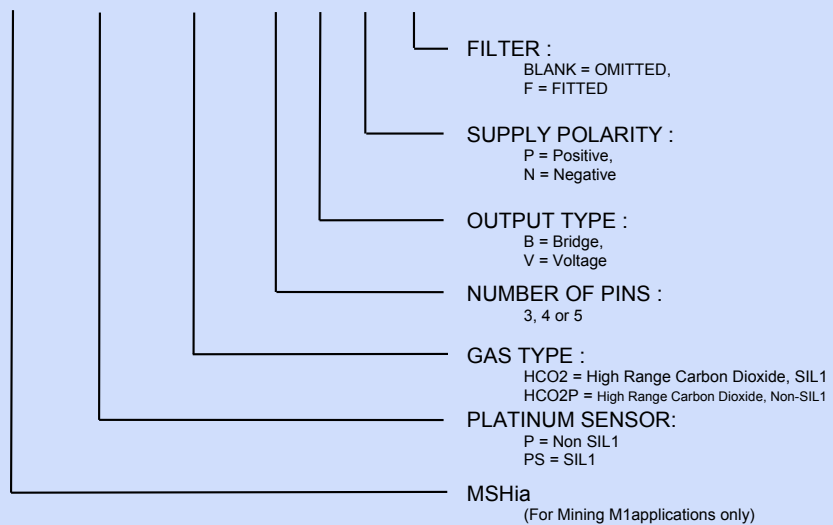 FILTER :
BLANK = OMITTED,
F = FITTED
SUPPLY POLARITY :
P = Positive,
N = Negative
OUTPUT TYPE :
B = Bridge,
V = Voltage
NUMBER OF PINS :
3, 4 or 5
GAS TYPE :
HCO2 = High Range Carbon Dioxide, SIL1
HCO2P = High Range Carbon Dioxide, Non-SIL1
PLATINUM SENSOR:
P = Non SIL1
PS = SIL1
MSHia
(For Mining M1applications only)